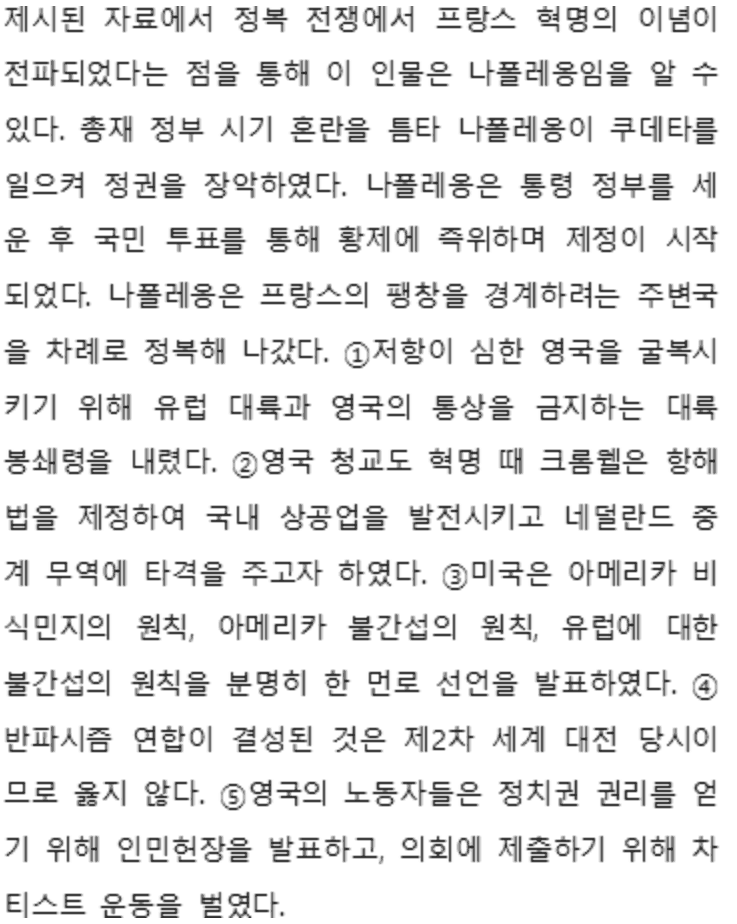 제시된 자료에서 정복 전쟁에서 프랑스 혁명의 이념이
전파되었다는 점을 통해 이 인물은 나폴레옹임을 알 수
있다. 총재 정부 시기 혼란을 틈타 나폴레옹이 쿠데타를
일으켜 정권을 장악하였다. 나폴레옹은 통령 정부를 세
운 후 국민 투표를 통해 황제에 즉위하며 제정이 시작
되었다. 나폴레옹은 프랑스의 팽창을 경계하려는 주변국
을 차례로 정복해 나갔다. ①저항이 심한 영국을 굴복시
키기 위해 유럽 대륙과 영국의 통상을 금지하는 대륙
봉쇄령을 내렸다. ②영국 청교도 혁명 때 크롬웰은 항해
법을 제정하여 국내 상공업을 발전시키고 네덜란드 중
계 무역에 타격을 주고자 하였다. ③미국은 아메리카 비
식민지의 원칙, 아메리카 불간섭의 원칙, 유럽에 대한
불간섭의 원칙을 분명히 한 먼로 선언을 발표하였다. ④
반파시즘 연합이 결성된 것은 제2차 세계 대전 당시이
므로 옳지 않다. ⑤영국의 노동자들은 정치권 권리를 얻
기 위해 인민헌장을 발표하고, 의회에 제출하기 위해 차
티스트 운동을 벌였다.